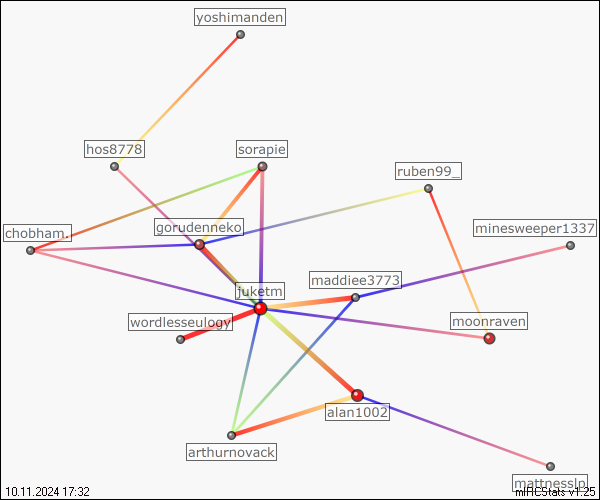 yoshimanden
hos8778
sorapie
ruben99_
chobham.
gorudenneko
minesweeper1337
maddiee3773
juketm
wordlesseulogy
moonraven
alan1002
arthurnovack
mattnesslp
10.11.2024 17:32
mIRCStats v1.25